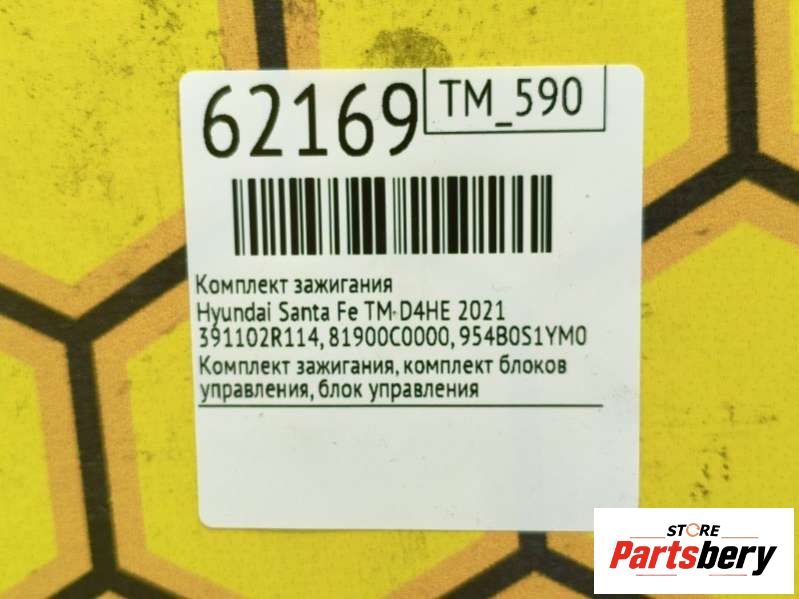 62169
TM_590
Комплект зажигания
Hyundai Santa Fe TM D4HE 2021
391102R114, 81900C0000, 954B0S1YM0
Комплект зажигания, комплект блоков
управления, блок управления
STORE
Partsbery